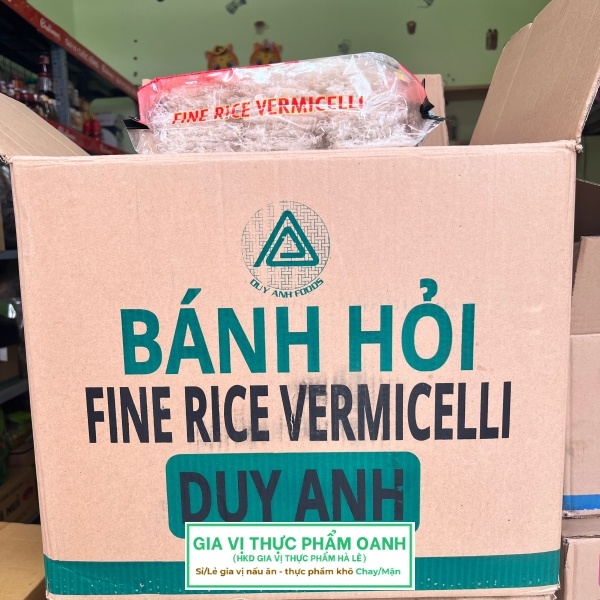 FINE RICE VERMICELLI
DUY ANH FOODS
BÁNH HỎI
FINE RICE VERMICELLI
DUY ANH
GIA VỊ THỰC PHẨM OANH
(HKD GIA VỊ THỰC PHẨM HÀ LÊ)
Sỉ/Lẻ gia vị nấu ăn - thực phẩm khô Chay/Mặn